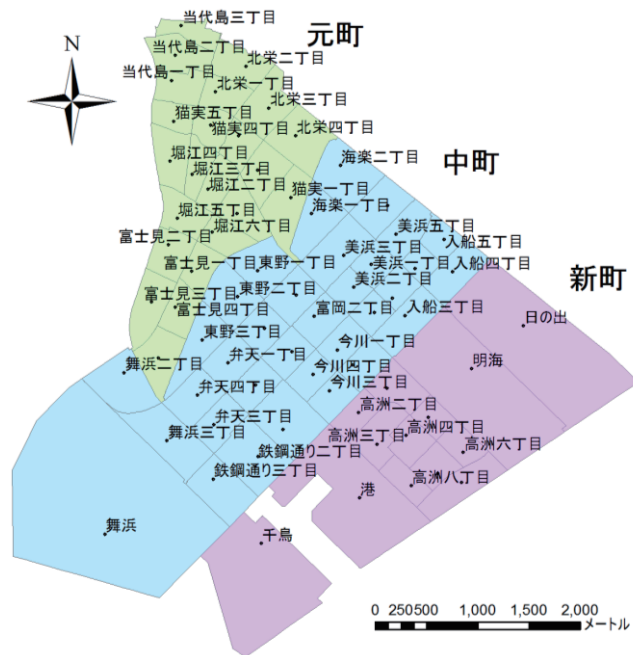 当代島三丁目
元町
N
当代島二丁目
北栄二丁目
当代島一丁目
北栄一丁目
北栄三丁目
猫実五丁目
猫実四丁目
北栄四丁目
海楽二丁目
中町
堀江四丁目
堀江三丁目
堀江二丁目
猫実一丁目
海楽一丁目
堀江五丁目
堀江六丁目
美浜五丁目
富士見二丁目
美浜三丁目
入船五丁目
富士見一丁目
東野一丁目
美浜一丁目
入船四丁目
新町
美浜二丁目
富士見三丁目
東野二丁目
富士見四丁目
富岡二丁目
入船三丁目
日の出
東野三丁目
今川一丁目
舞浜二丁目
弁天一丁目
明海
今川四丁目
弁天四丁目
今川三丁目
高洲二丁目
弁天三丁目
高洲四丁目
舞浜三丁目
高洲三丁目
高洲六丁目
鉄鋼通り二丁目
鉄鋼通り三丁目
高洲八丁目
港
舞浜
千鳥
0 250 500 1,000 1,500 2,000
メートル